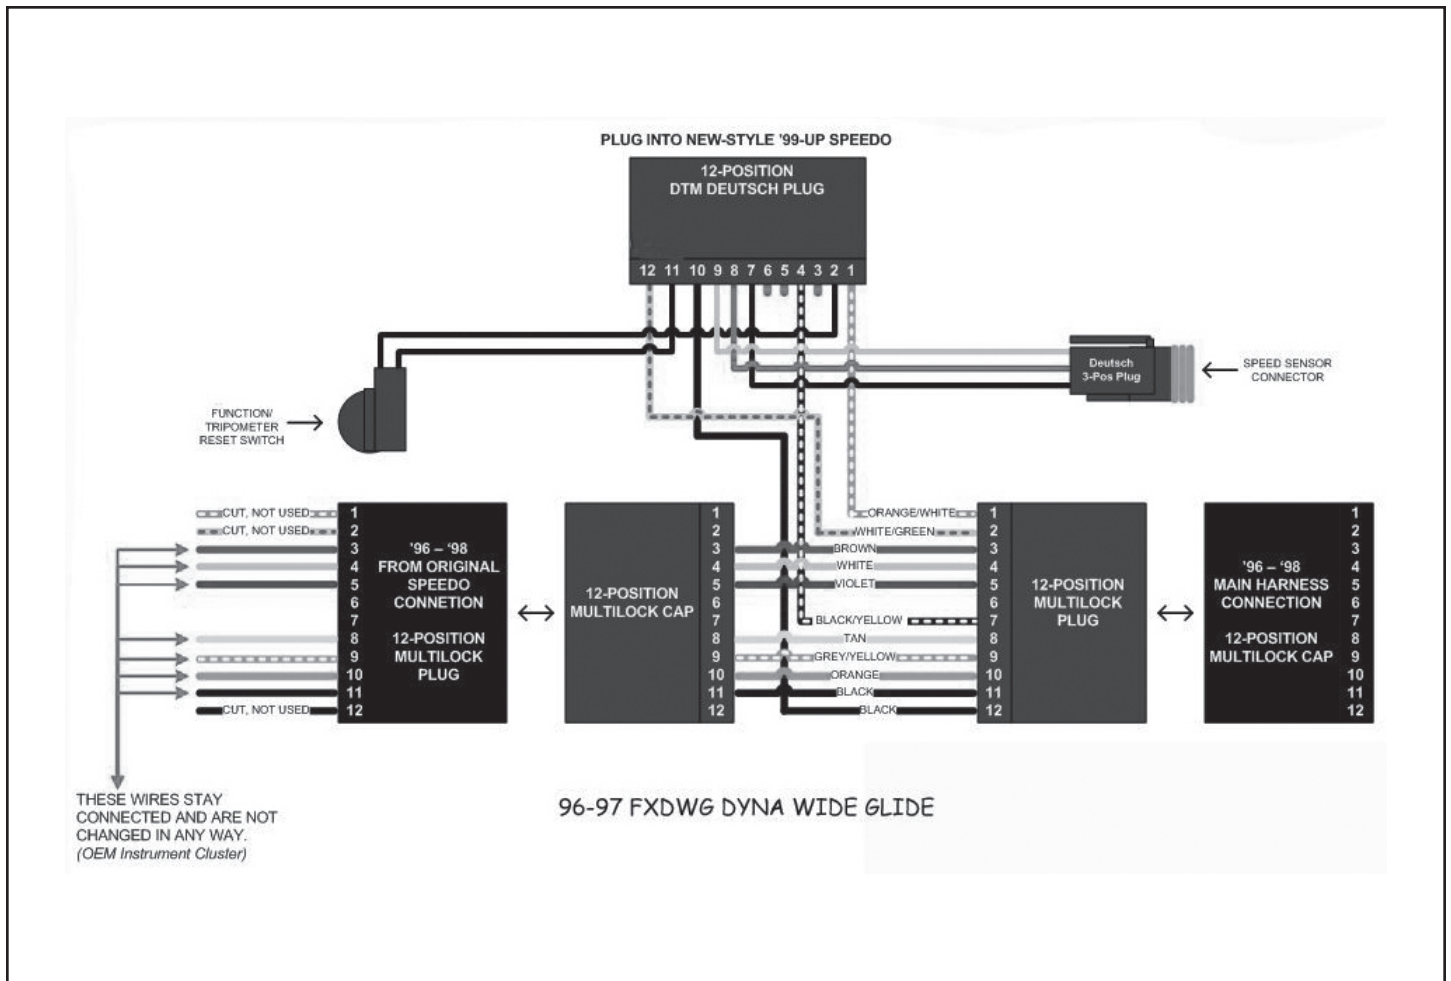 PLUG INTO NEW-STYLE '99-UP SPEEDO
12-POSITION
DTM DEUTSCH PLUG
12 11 10 9 8 7 6 5 4 3 2 1
Deutsch
3-Pos Plug
SPEED SENSOR
CONNECTOR
FUNCTION/
TRIPOMETER
RESET SWITCH
CUT, NOT USED
CUT, NOT USED
CUT, NOT USED
1
2
3
4
5
6
7
8
9
10
11
12
'96 – '98
FROM ORIGINAL
SPEEDO
CONNETION
12-POSITION
MULTILOCK
PLUG
12-POSITION
MULTILOCK CAP
1
2
3
4
5
6
7
8
9
10
11
12
ORANGE/WHITE
WHITE/GREEN
BROWN
WHITE
VIOLET
BLACK/YELLOW
TAN
GREY/YELLOW
ORANGE
BLACK
BLACK
1
2
3
4
5
6
7
8
9
10
11
12
12-POSITION
MULTILOCK
PLUG
'96 – '98
MAIN HARNESS
CONNECTION
12-POSITION
MULTILOCK CAP
1
2
3
4
5
6
7
8
9
10
11
12
THESE WIRES STAY
CONNECTED AND ARE NOT
CHANGED IN ANY WAY.
(OEM Instrument Cluster)
96-97 FXDWG DYNA WIDE GLIDE